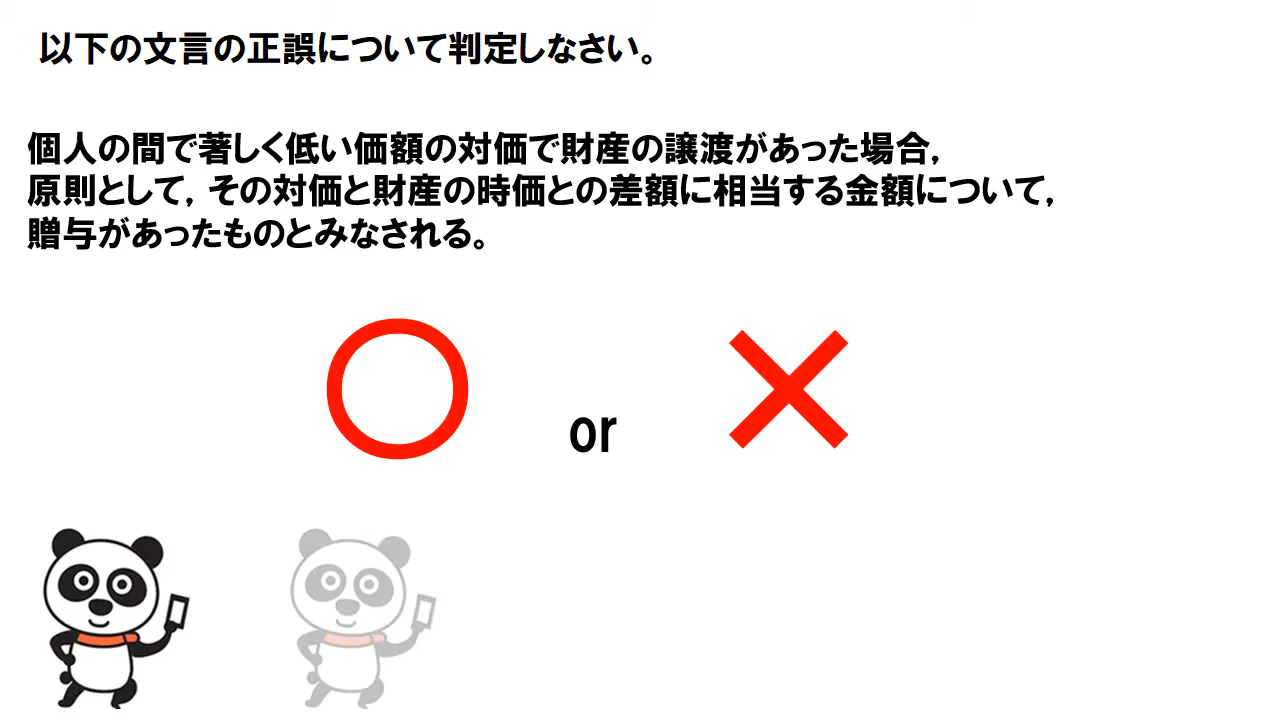 以下の文言の正誤について判定しなさい。
個人の間で著しく低い価額の対価で財産の譲渡があった場合,
原則として, その対価と財産の時価との差額に相当する金額について,
贈与があったものとみなされる。
or